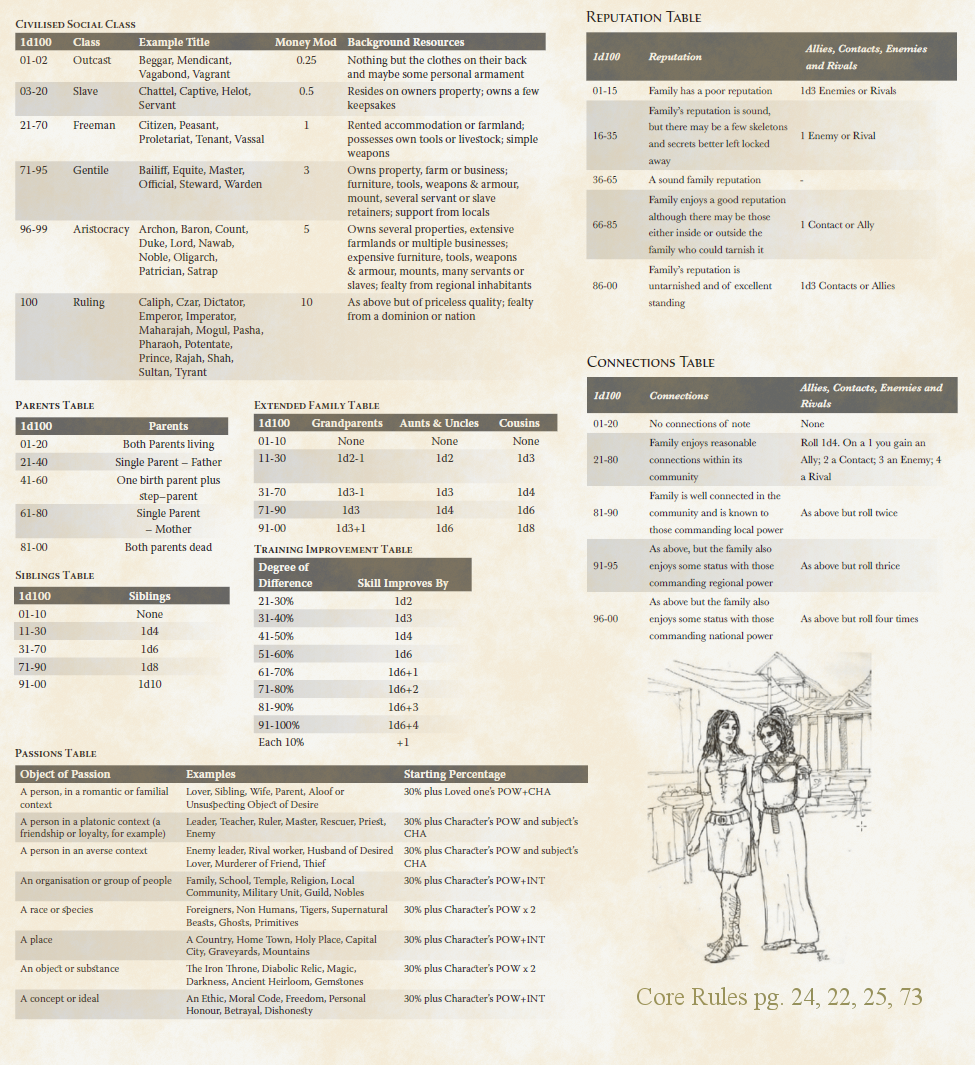 CIVILISED SOCIAL CLASS
1d100 Class Example Title Money Mod Background Resources
01-02 Outcast Beggar, Mendicant, 0.25 Nothing but the clothes on their back
Vagabond, Vagrant and maybe some personal armament
03-20 Slave Chattel, Captive, Helot, 0.5 Resides on owners property; owns a few
Servant keepsakes
21-70 Freeman Citizen, Peasant, 1 Rented accommodation or farmland;
Proletariat, Tenant, Vassal possesses own tools or livestock; simple
weapons
71-95 Gentile Bailiff, Equite, Master, 3 Owns property, farm or business;
Official, Steward, Warden furniture, tools, weapons & armour,
mount, several servant or slave
retainers; support from locals
96-99 Aristocracy Archon, Baron, Count, 5 Owns several properties, extensive
Duke, Lord, Nawab, farmlands or multiple businesses;
Noble, Oligarch, expensive furniture, tools, weapons
Patrician, Satrap & armour, mounts, many servants or
slaves; fealty from regional inhabitants
100 Ruling Caliph, Czar, Dictator, 10 As above but of priceless quality; fealty
Emperor, Imperator, from a dominion or nation
Maharajah, Mogul, Pasha,
Pharaoh, Potentate,
Prince, Rajah, Shah,
Sultan, Tyrant
PARENTS TABLE
1d100 Parents
01-20 Both Parents living
21-40 Single Parent – Father
41-60 One birth parent plus
step–parent
61-80 Single Parent
– Mother
81-00 Both parents dead
SIBLINGS TABLE
1d100 Siblings
01-10 None
11-30 1d4
31-70 1d6
71-90 1d8
91-00 1d10
EXTENDED FAMILY TABLE
1d100 Grandparents Aunts & Uncles Cousins
01-10 None None None
11-30 1d2-1 1d2 1d3
31-70 1d3-1 1d3 1d4
71-90 1d3 1d4 1d6
91-00 1d3+1 1d6 1d8
TRAINING IMPROVEMENT TABLE
Degree of
Difference Skill Improves By
21-30% 1d2
31-40% 1d3
41-50% 1d4
51-60% 1d6
61-70% 1d6+1
71-80% 1d6+2
81-90% 1d6+3
91-100% 1d6+4
Each 10% +1
PASSIONS TABLE
Object of Passion Examples Starting Percentage
A person, in a romantic or familial Lover, Sibling, Wife, Parent, Aloof or 30% plus Loved one's POW+CHA
context Unsuspecting Object of Desire
A person in a platonic context (a Leader, Teacher, Ruler, Master, Rescuer, Priest, 30% plus Character's POW and subject's
friendship or loyalty, for example) Enemy CHA
A person in an averse context Enemy leader, Rival worker, Husband of Desired 30% plus Character's POW and subject's
Lover, Murderer of Friend, Thief CHA
An organisation or group of people Family, School, Temple, Religion, Local 30% plus Character's POW+INT
Community, Military Unit, Guild, Nobles
A race or species Foreigners, Non Humans, Tigers, Supernatural 30% plus Character's POW x 2
Beasts, Ghosts, Primitives
A place A Country, Home Town, Holy Place, Capital 30% plus Character's POW+INT
City, Graveyards, Mountains
An object or substance The Iron Throne, Diabolic Relic, Magic, 30% plus Character's POW x 2
Darkness, Ancient Heirloom, Gemstones
A concept or ideal An Ethic, Moral Code, Freedom, Personal 30% plus Character's POW+INT
Honour, Betrayal, Dishonesty
REPUTATION TABLE
1d100 Reputation Allies, Contacts, Enemies
and Rivals
01-15 Family has a poor reputation 1d3 Enemies or Rivals
Family's reputation is sound,
but there may be a few skeletons
16-35 and secrets better left locked 1 Enemy or Rival
away
36-65 A sound family reputation -
Family enjoys a good reputation
although there may be those
66-85 either inside or outside the 1 Contact or Ally
family who could tarnish it
Family's reputation is
86-00 untarnished and of excellent 1d3 Contacts or Allies
standing
CONNECTIONS TABLE
1d100 Connections Allies, Contacts, Enemies and
Rivals
01-20 No connections of note None
Family enjoys reasonable Roll 1d4. On a 1 you gain an
21-80 connections within its Ally; 2 a Contact; 3 an Enemy; 4
community a Rival
Family is well connected in the
81-90 community and is known to As above but roll twice
those commanding local power
As above, but the family also
91-95 enjoys some status with those As above but roll thrice
commanding regional power
As above but the family also
96-00 enjoys some status with those As above but roll four times
commanding national power
Core Rules pg. 24, 22, 25, 73